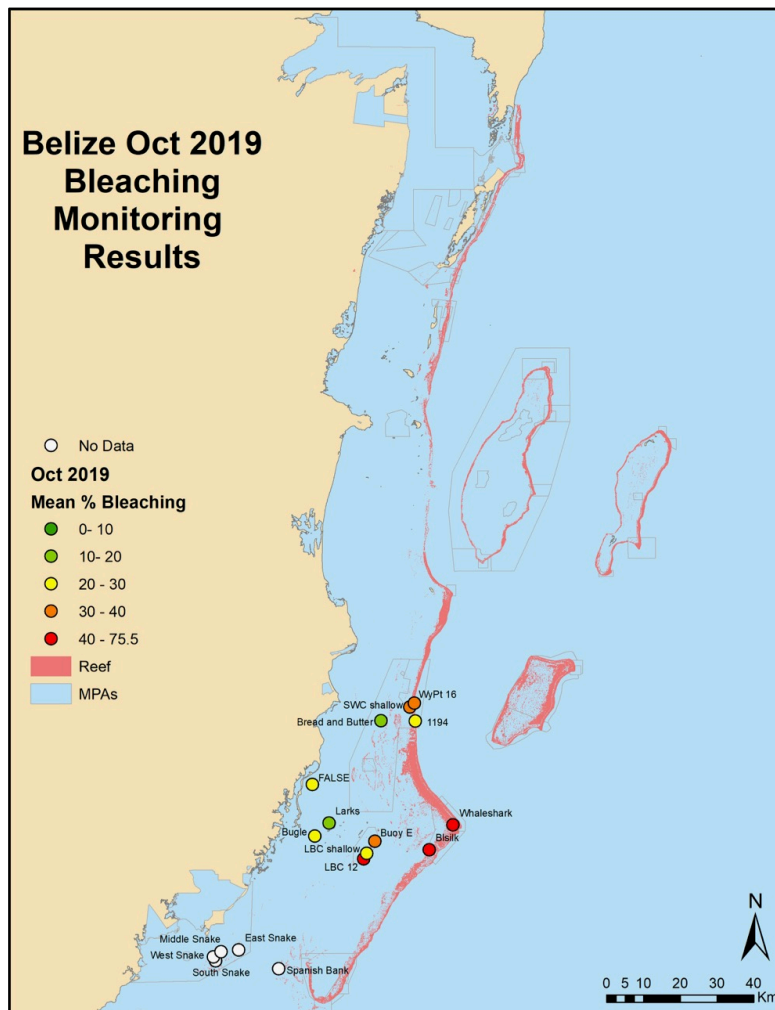 Belize Oct 2019
Bleaching
Monitoring
Results
No Data
Oct 2019
Mean % Bleaching
0- 10
10- 20
20 - 30
30 - 40
40 - 75.5
Reef
MPAs
WyPt 16
SWC shallow
Bread and Butter
1194
FALSE
Larks
Whaleshark
Bugle
Buoy E
LBC shallow
Blsilk
LBC 12
Middle Snake
East Snake
West Snake
South Snake
Spanish Bank
N
0 5 10 20 30 40
Km